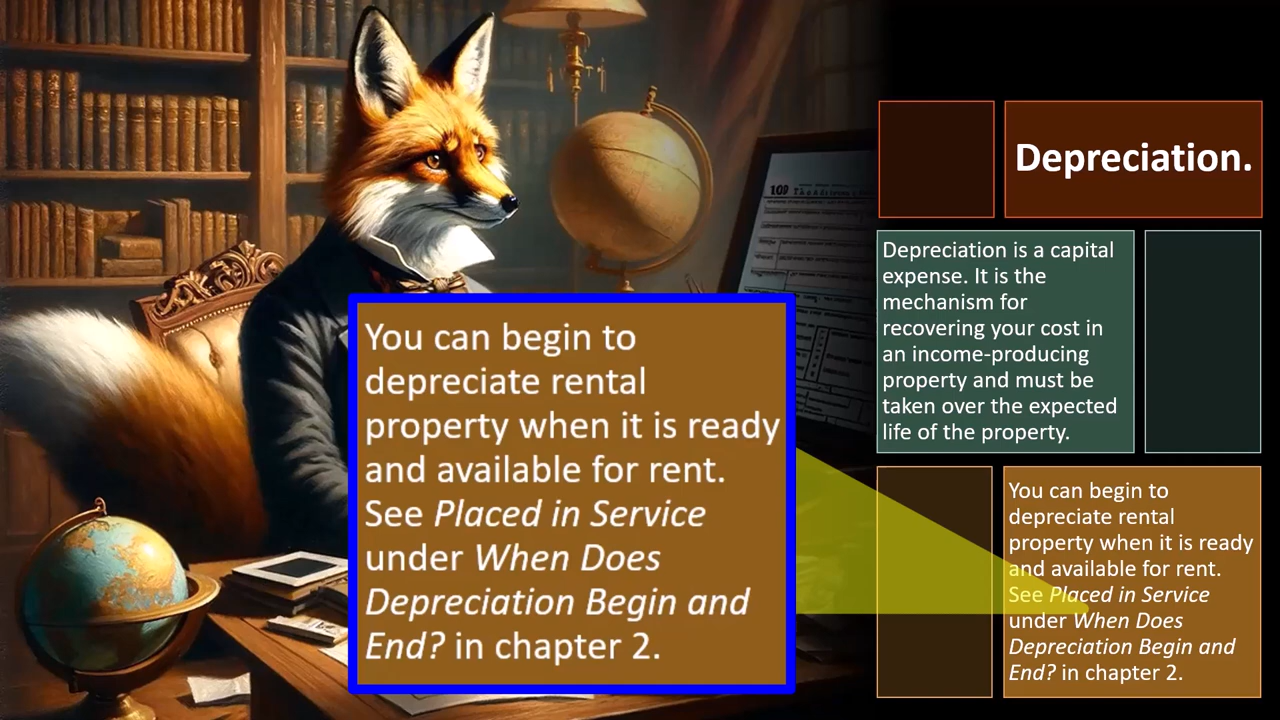 Depreciation.
Depreciation is a capital
expense. It is the
mechanism for
recovering your cost in
an income-producing
property and must be
taken over the expected
life of the property.
You can begin to
depreciate rental
property when it is ready
and available for rent.
See Placed in Service
under When Does
Depreciation Begin and
End? in chapter 2.
You can begin to
depreciate rental
property when it is ready
and available for rent.
See Placed in Service
under When Does
Depreciation Begin and
End? in chapter 2.